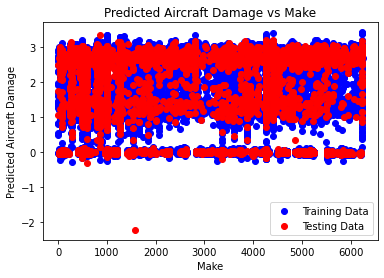 Predicted Aircraft Damage vs Make
Predicted Aircraft Damage
3
2
1
0
−1
−2
0
1000
2000
3000
4000
5000
6000
Make
Training Data
Testing Data